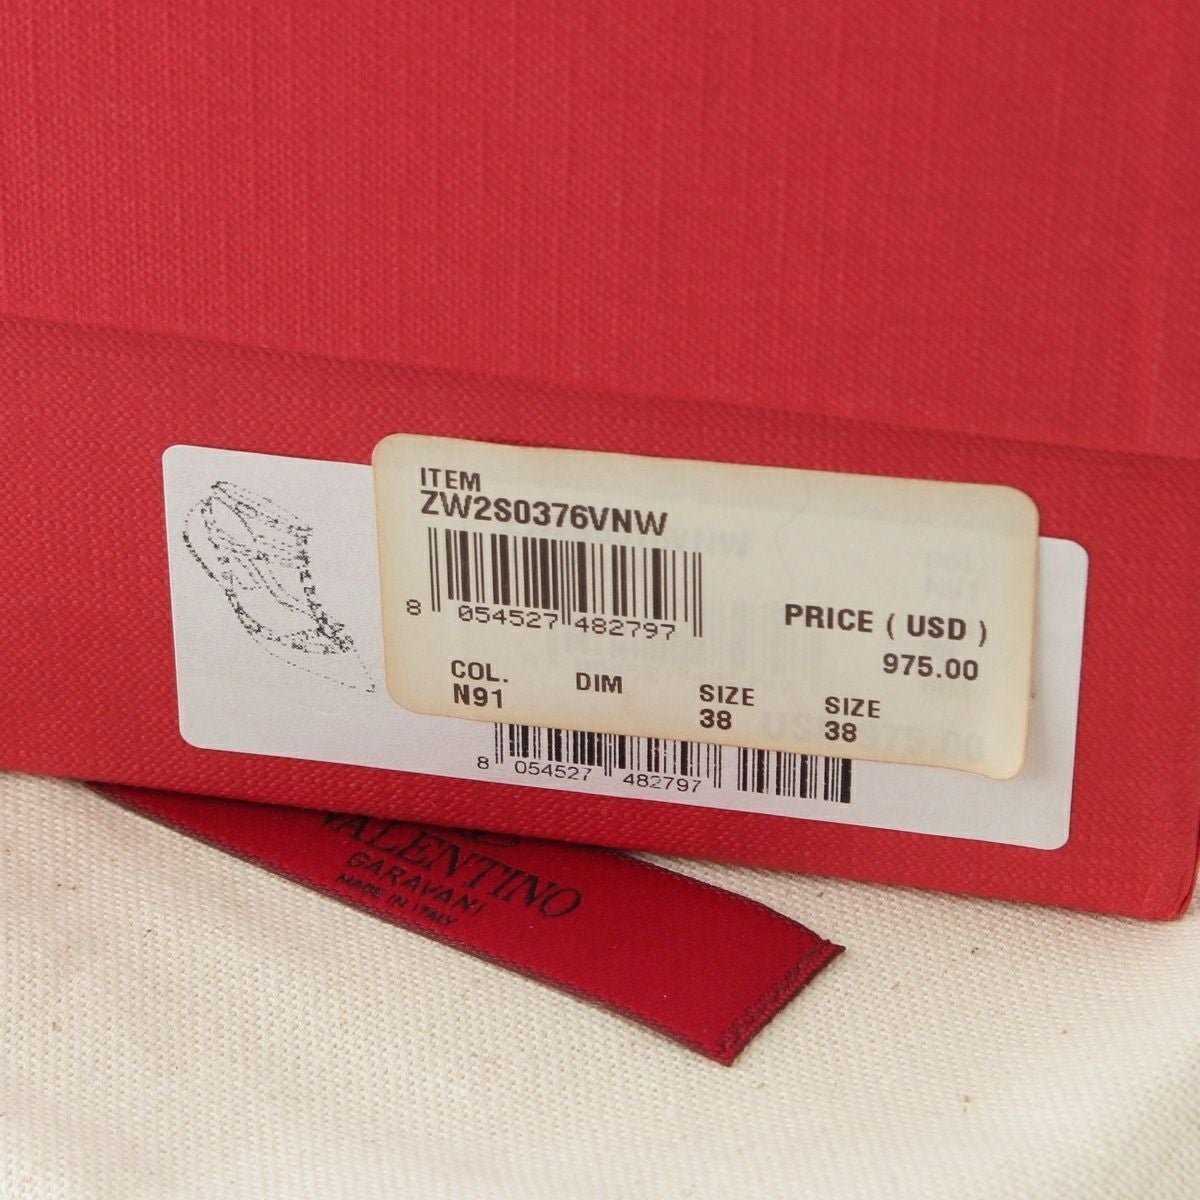 ITEM
ZW2S0376VNW
8 054527 482797
PRICE ( USD )
975.00
COL. DIM SIZE SIZE
N91 38 38
8 054527 482797
VALENTINO
GARAVANI
MADE IN ITALY